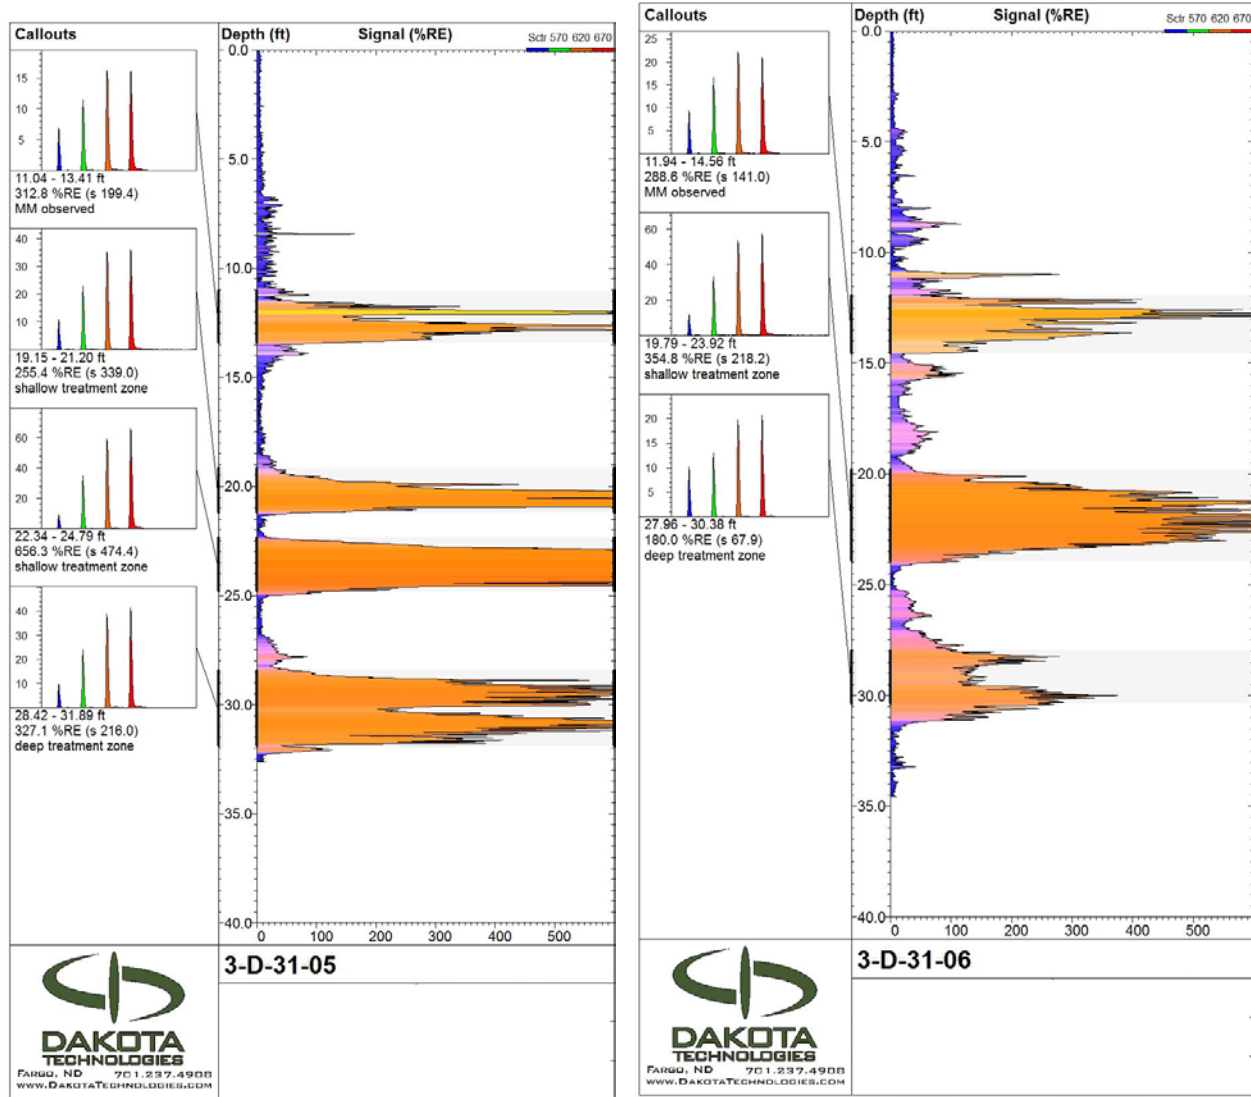 Callouts
Depth (ft)
Signal (%RE)
Sctr 570 620 670
15
10
5
11.04 - 13.41 ft
312.8 %RE (s 199.4)
MM observed
40
30
20
10
19.15 - 21.20 ft
255.4 %RE (s 339.0)
shallow treatment zone
60
40
20
22.34 - 24.79 ft
656.3 %RE (s 474.4)
shallow treatment zone
40
30
20
10
28.42 - 31.89 ft
327.1 %RE (s 216.0)
deep treatment zone
0.0
5.0
10.0
15.0
20.0
25.0
30.0
35.0
40.0
0 100 200 300 400 500
DAKOTA
TECHNOLOGIES
FARGO, ND 701.237.4908
WWW.DAKOTATECHNOLOGIES.COM
3-D-31-05
Callouts
Depth (ft)
Signal (%RE)
Sctr 570 620 670
25
20
15
10
5
11.94 - 14.56 ft
288.6 %RE (s 141.0)
MM observed
60
40
20
19.79 - 23.92 ft
354.8 %RE (s 218.2)
shallow treatment zone
20
15
10
5
27.96 - 30.38 ft
180.0 %RE (s 67.9)
deep treatment zone
0.0
5.0
10.0
15.0
20.0
25.0
30.0
35.0
40.0
0 100 200 300 400 500
DAKOTA
TECHNOLOGIES
FARGO, ND 701.237.4908
WWW.DAKOTATECHNOLOGIES.COM
3-D-31-06